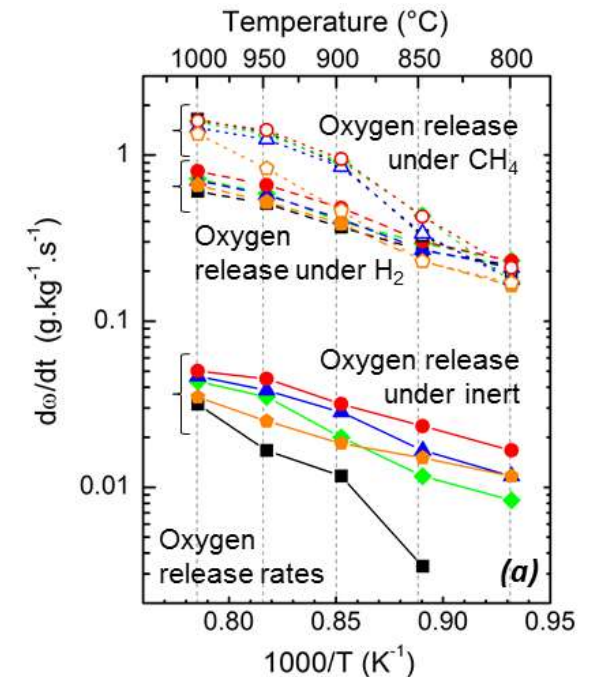 Temperature (°C)
1000 950 900 850 800
Oxygen release
under CH₄
1
Oxygen
release under H₂
0.1
dω/dt (g.kg⁻¹.s⁻¹)
Oxygen release
under inert
0.01
Oxygen
release rates
(a)
0.80 0.85 0.90 0.95
1000/T (K⁻¹)